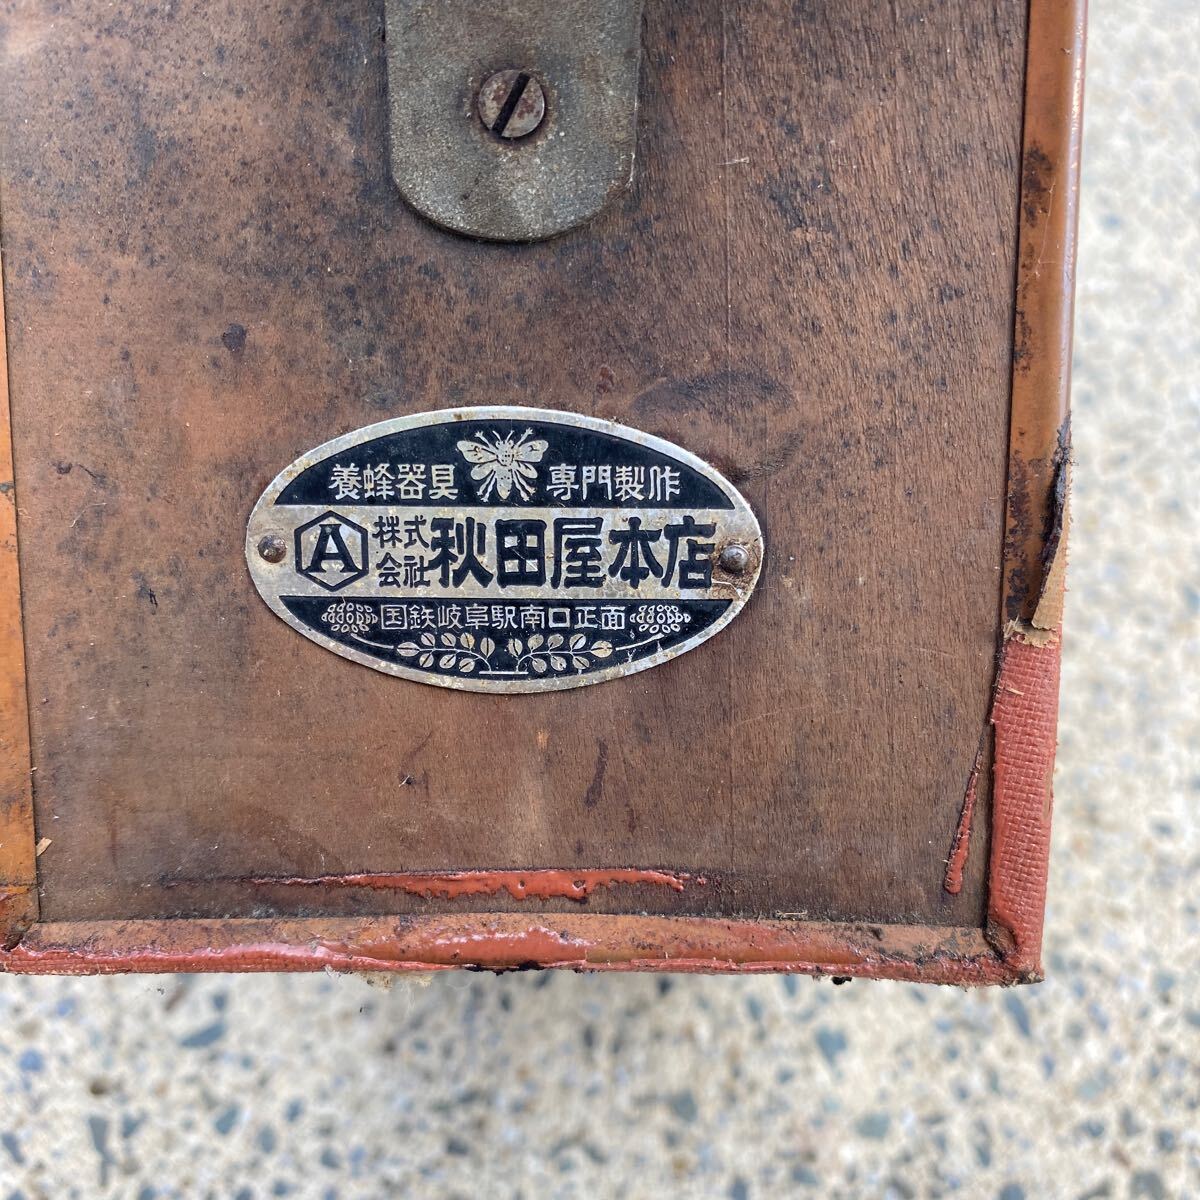 養蜂器具 専門製作
A 株式会社 秋田屋本店
国鉄岐阜駅南口正面